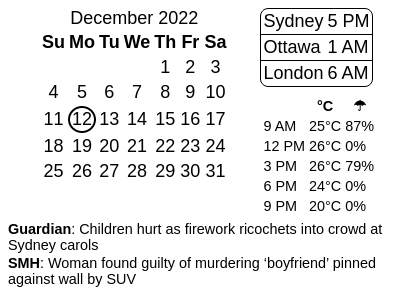 December 2022
Su Mo Tu We Th Fr Sa
1 2 3
4 5 6 7 8 9 10
11 12 13 14 15 16 17
18 19 20 21 22 23 24
25 26 27 28 29 30 31
Sydney 5 PM
Ottawa 1 AM
London 6 AM
°C ☂
9 AM 25°C 87%
12 PM 26°C 0%
3 PM 26°C 79%
6 PM 24°C 0%
9 PM 20°C 0%
Guardian: Children hurt as firework ricochets into crowd at
Sydney carols
SMH: Woman found guilty of murdering ‘boyfriend’ pinned
against wall by SUV